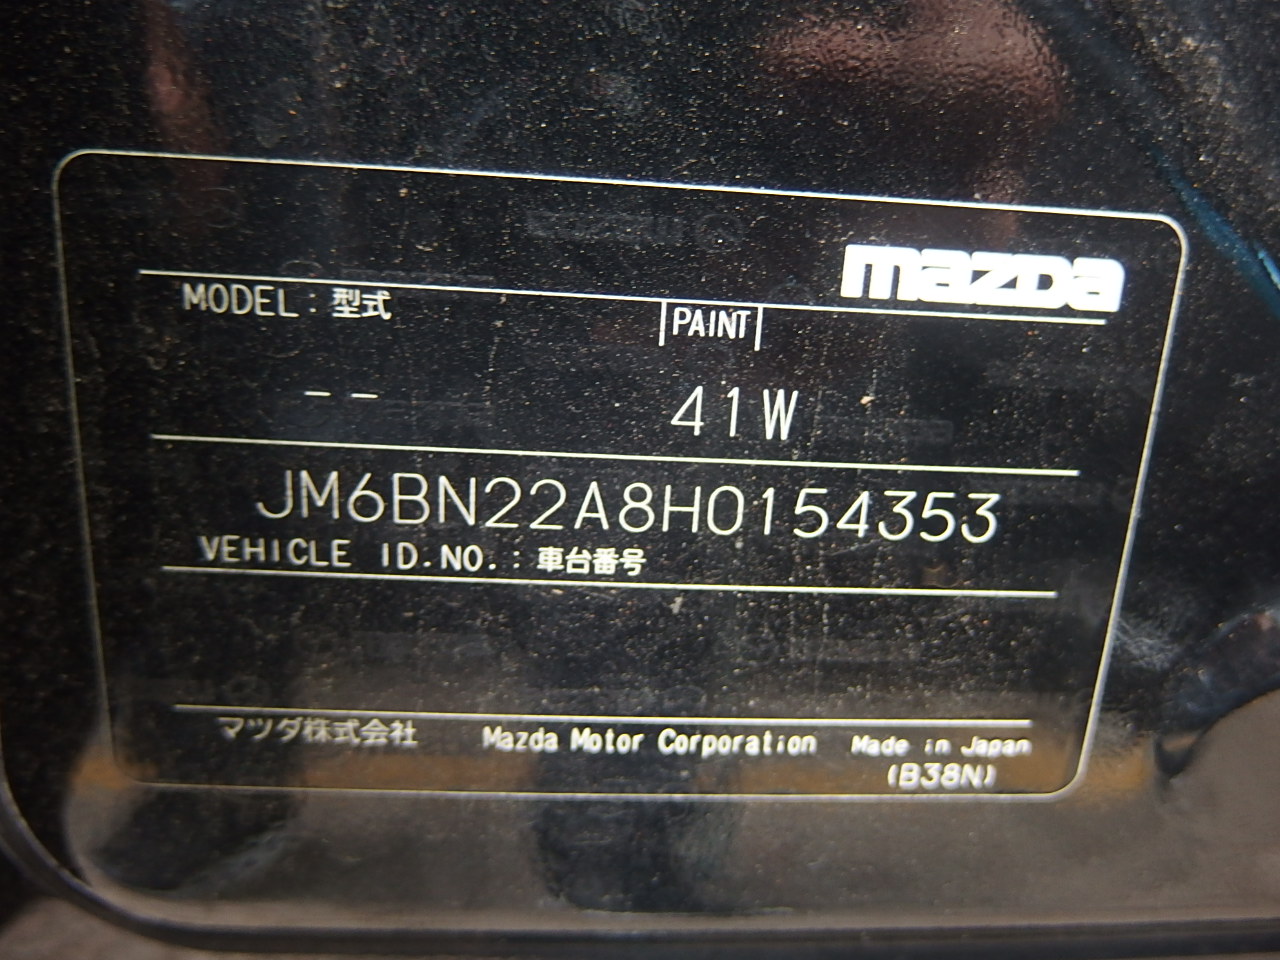 mazda
MODEL : 型式
PAINT
-- 41W
JM6BN22A8H0154353
VEHICLE ID.NO. : 車台番号
マツダ株式会社 Mazda Motor Corporation Made in Japan
(B38N)